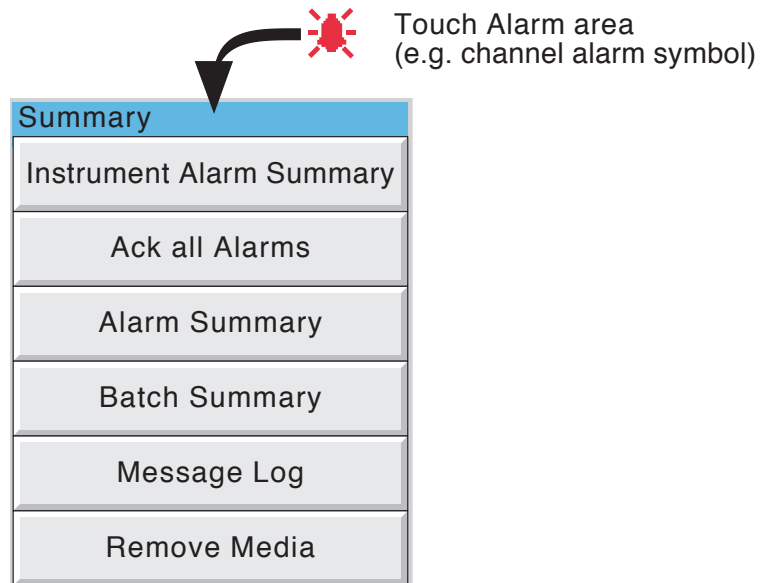 Touch Alarm area
(e.g. channel alarm symbol)
Summary
Instrument Alarm Summary
Ack all Alarms
Alarm Summary
Batch Summary
Message Log
Remove Media